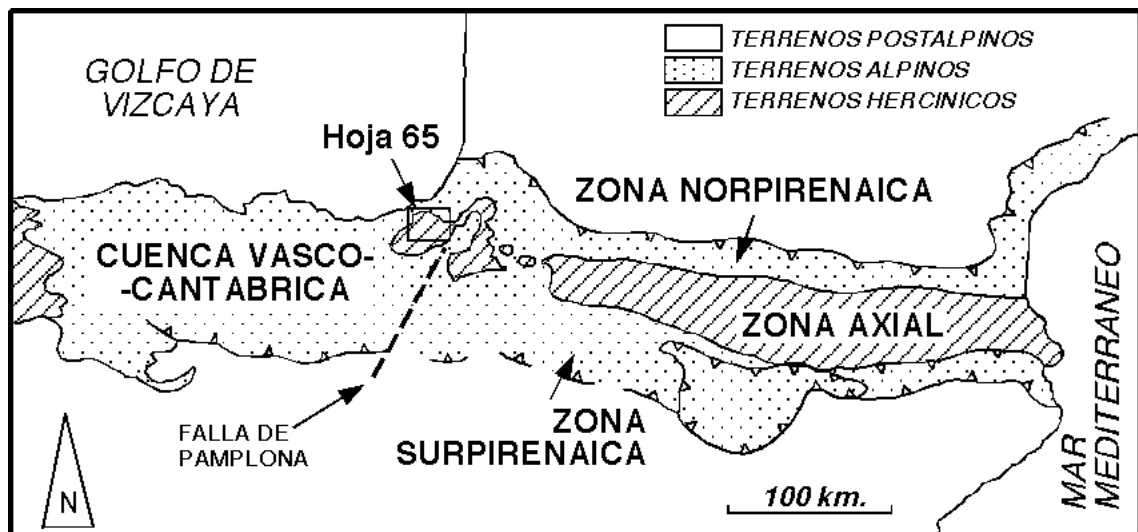 GOLFO DE
VIZCAYA
TERRENOS POSTALPINOS
TERRENOS ALPINOS
TERRENOS HERCINICOS
Hoja 65
ZONA NORPIRENAICA
CUENCA VASCO-
-CANTABRICA
ZONA AXIAL
FALLA DE
PAMPLONA
ZONA
SURPIRENAICA
MAR
MEDITERRANEO
N
100 km.